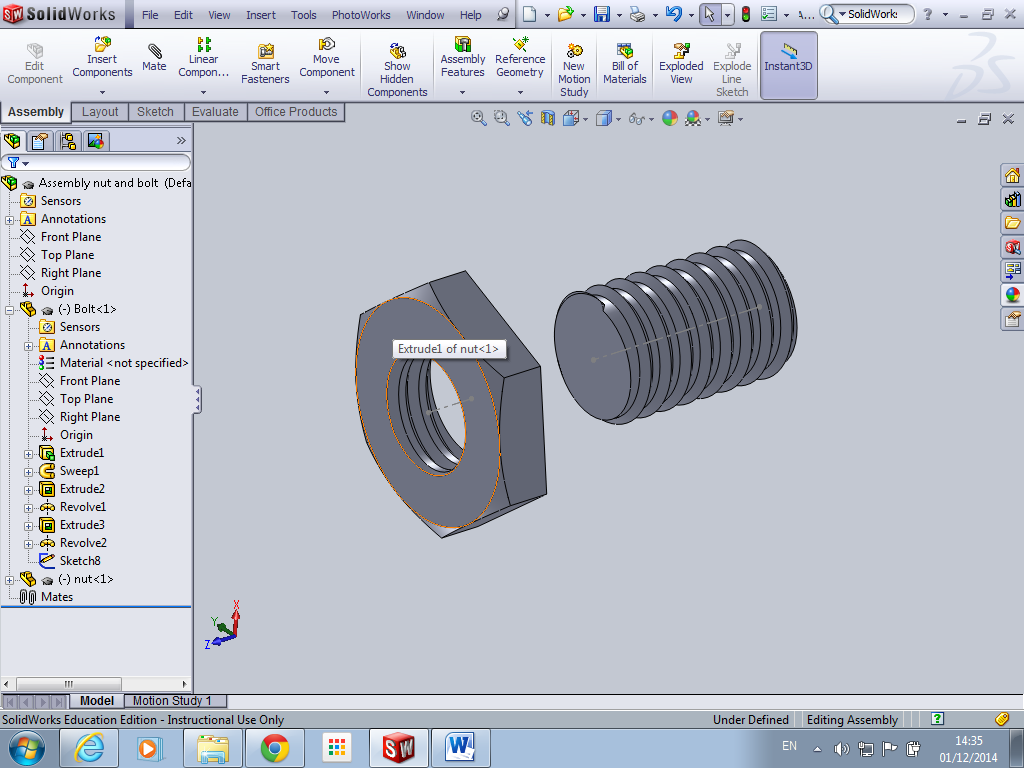 SolidWorks File Edit View Insert Tools PhotoWorks Window Help A... SolidWorks ?
Edit Component
Insert Components
Mate
Linear Compon...
Smart Fasteners
Move Component
Show Hidden Components
Assembly Features
Reference Geometry
New Motion Study
Bill of Materials
Exploded View
Explode Line Sketch
Instant3D
Assembly Layout Sketch Evaluate Office Products
Assembly nut and bolt (Defa
Sensors
Annotations
Front Plane
Top Plane
Right Plane
Origin
(-) Bolt<1>
Sensors
Annotations
Material <not specified>
Front Plane
Top Plane
Right Plane
Origin
Extrude1
Sweep1
Extrude2
Revolve1
Extrude3
Revolve2
Sketch8
(-) nut<1>
Mates
Extrude1 of nut<1>
X
Y
Z
Model Motion Study 1
SolidWorks Education Edition - Instructional Use Only Under Defined Editing Assembly ?
EN 14:35
01/12/2014